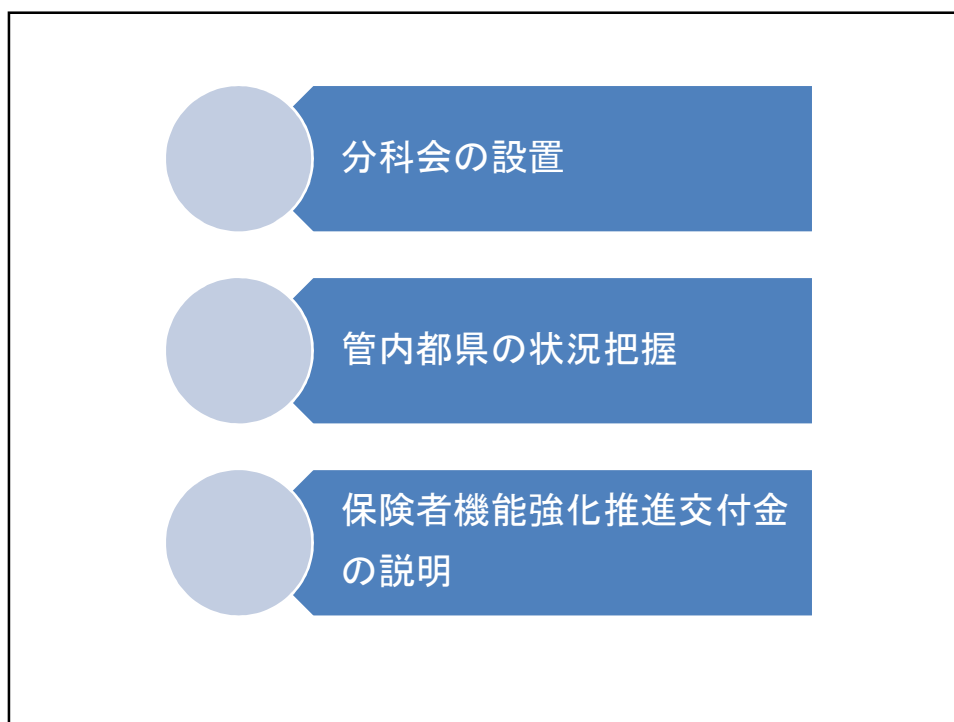 分科会の設置
管内都県の状況把握
保険者機能強化推進交付金
の説明